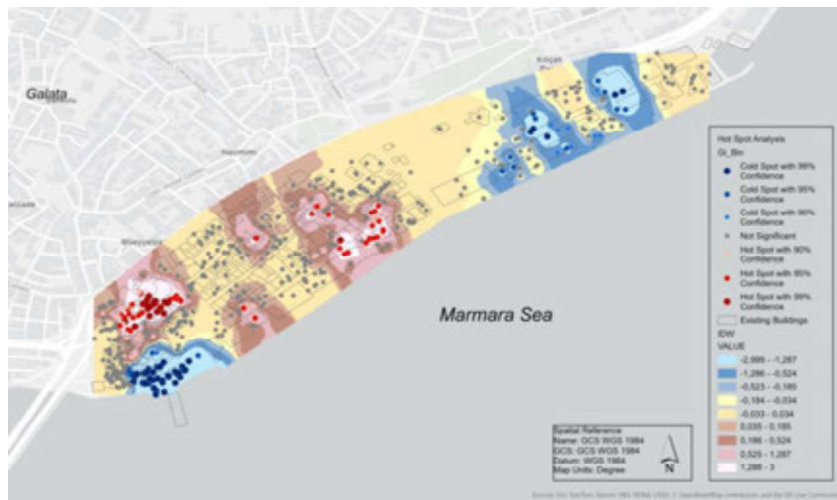 Galata
Marmara Sea
Hot Spot Analysis
Gi_Bin
Cold Spot with 99%
Confidence
Cold Spot with 95%
Confidence
Cold Spot with 90%
Confidence
Not Significant
Hot Spot with 90%
Confidence
Hot Spot with 95%
Confidence
Hot Spot with 99%
Confidence
Existing Buildings
IDW
VALUE
-2,999 - -1,287
-1,286 - -0,524
-0,523 - -0,185
-0,184 - -0,034
-0,033 - 0,034
0,035 - 0,185
0,186 - 0,524
0,525 - 1,287
1,288 - 3
Spatial Reference
Name: GCS WGS 1984
GCS: GCS WGS 1984
Datum: WGS 1984
Map Units: Degree
N